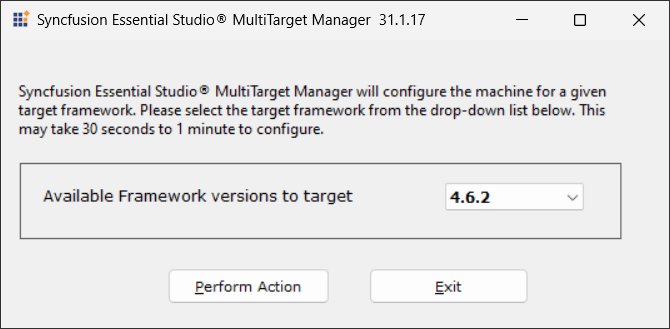 Syncfusion Essential Studio® MultiTarget Manager 31.1.17
Syncfusion Essential Studio® MultiTarget Manager will configure the machine for a given
target framework. Please select the target framework from the drop-down list below. This
may take 30 seconds to 1 minute to configure.
Available Framework versions to target
4.6.2
Perform Action
Exit